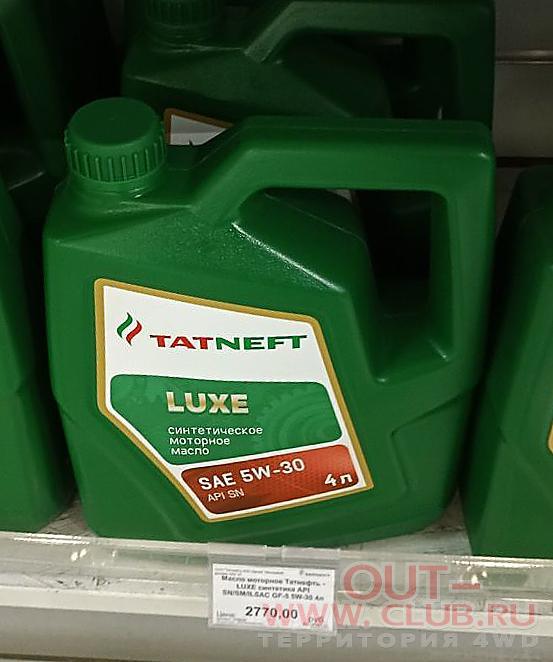 TATNEFT
LUXE
синтетическое
моторное
масло
SAE 5W-30
API SN
4 л
Масло моторное Татнефть -
LUXE синтетика API
SN/SM/ILSAC GF-5 5W-30 4л
Цена: 2770.00
OUT-
WWW.CLUB.RU
ТЕРРИТОРИЯ 4WD